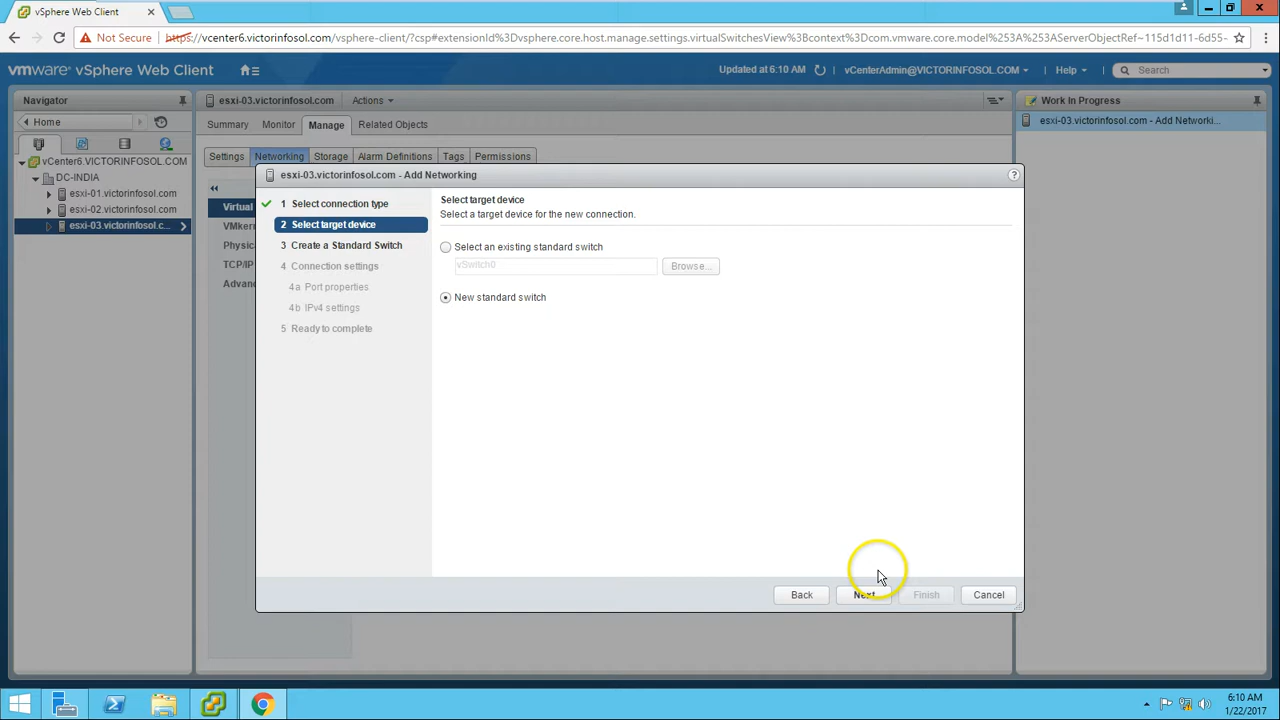 vSphere Web Client
Not Secure https://vcenter6.victorinfosol.com/vsphere-client/?csp#extensionId%3Dvsphere.core.host.manage.settings.virtualSwitchesView%3Bcontext%3Dcom.vmware.core.model%253A%253AServerObjectRef~115d1d11-6d55-
vmware® vSphere Web Client
Updated at 6:10 AM vCenterAdmin@VICTORINFOSOL.COM Help Search
Navigator
esxi-03.victorinfosol.com Actions
Work In Progress
Home
Summary Monitor Manage Related Objects
esxi-03.victorinfosol.com - Add Networki...
Settings Networking Storage Alarm Definitions Tags Permissions
vCenter6.VICTORINFOSOL.COM
DC-INDIA
esxi-01.victorinfosol.com
esxi-02.victorinfosol.com
esxi-03.victorinfosol.c...
Virtual
VMkern
Physic
TCP/IP
Advan
esxi-03.victorinfosol.com - Add Networking
1 Select connection type
2 Select target device
3 Create a Standard Switch
4 Connection settings
4a Port properties
4b IPv4 settings
5 Ready to complete
Select target device
Select a target device for the new connection.
Select an existing standard switch
vSwitch0 Browse...
New standard switch
Back Next Finish Cancel
6:10 AM
1/22/2017